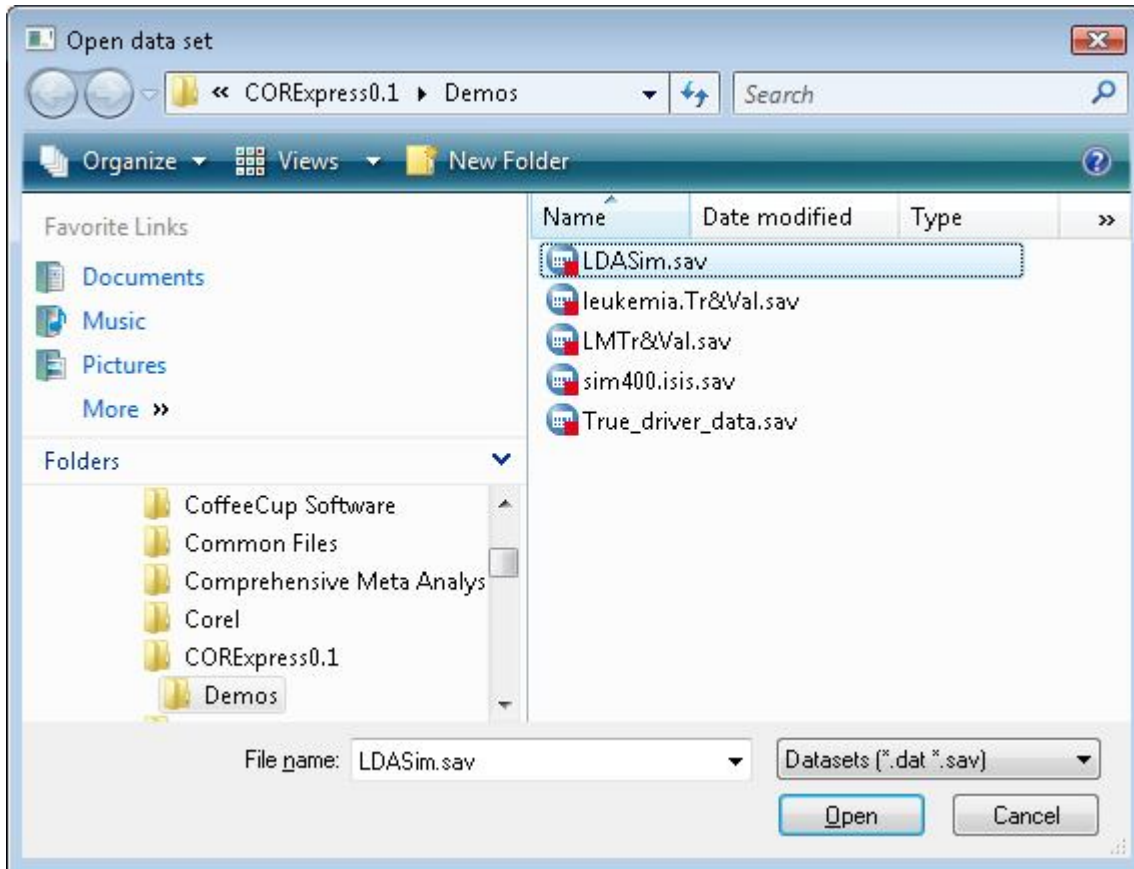 Open data set
« CORExpress0.1 ▸ Demos Search
Organize Views New Folder ?
Favorite Links
Documents
Music
Pictures
More »
Folders
CoffeeCup Software
Common Files
Comprehensive Meta Analys
Corel
CORExpress0.1
Demos
Name Date modified Type »
LDASim.sav
leukemia.Tr&Val.sav
LMTr&Val.sav
sim400.isis.sav
True_driver_data.sav
File name: LDASim.sav Datasets (*.dat *.sav)
Open Cancel